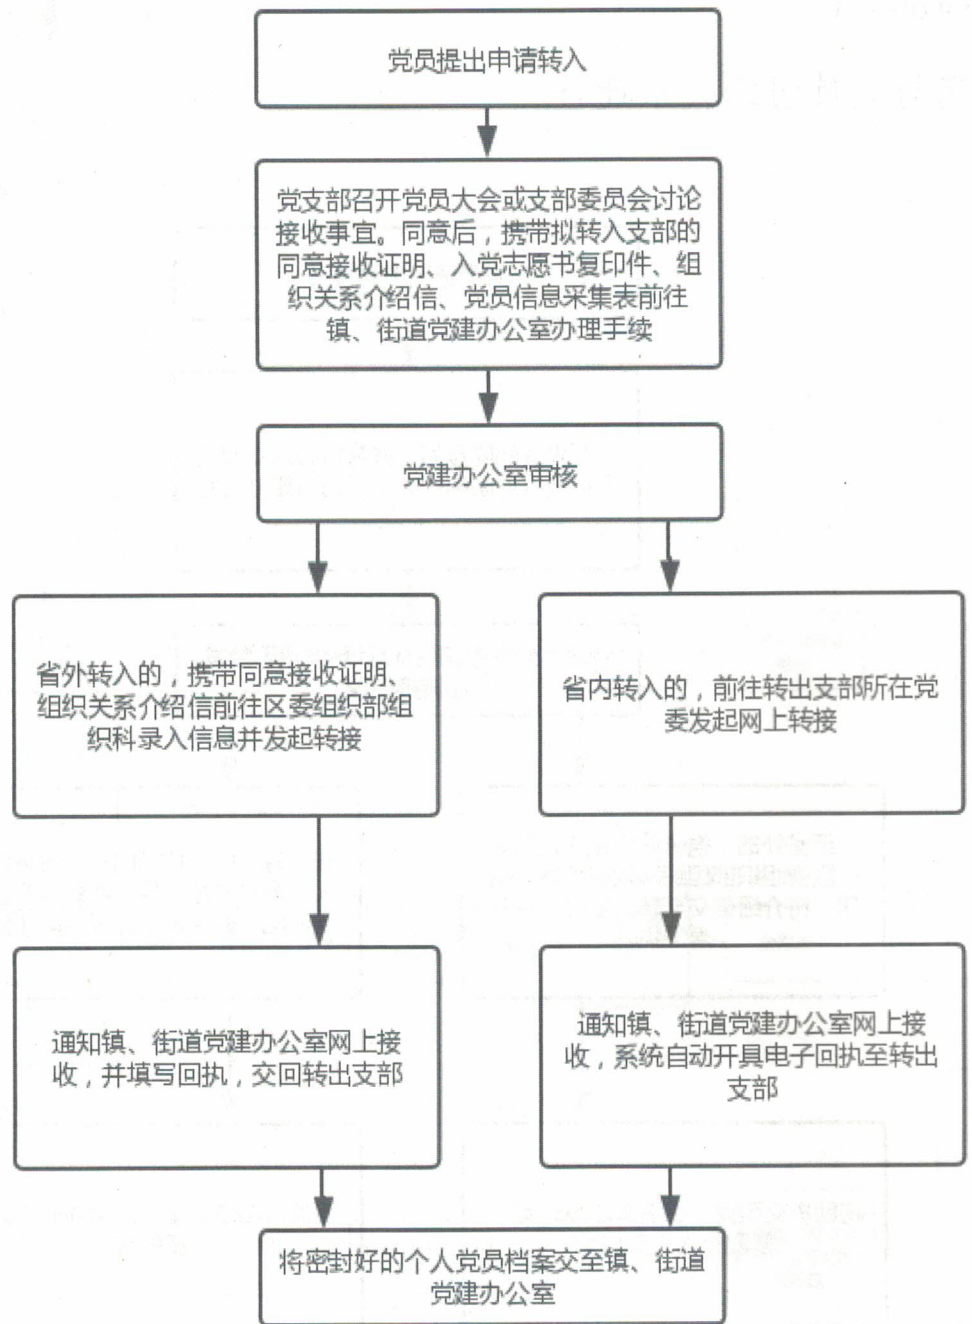 党员提出申请转入
党支部召开党员大会或支部委员会讨论
接收事宜。同意后，携带拟转入支部的
同意接收证明、入党志愿书复印件、组
织关系介绍信、党员信息采集表前往
镇、街道党建办公室办理手续
党建办公室审核
省外转入的，携带同意接收证明、
组织关系介绍信前往区委组织部组
织科录入信息并发起转接
省内转入的，前往转出支部所在党
委发起网上转接
通知镇、街道党建办公室网上接
收，并填写回执，交回转出支部
通知镇、街道党建办公室网上接
收，系统自动开具电子回执至转出
支部
将密封好的个人党员档案交至镇、街道
党建办公室